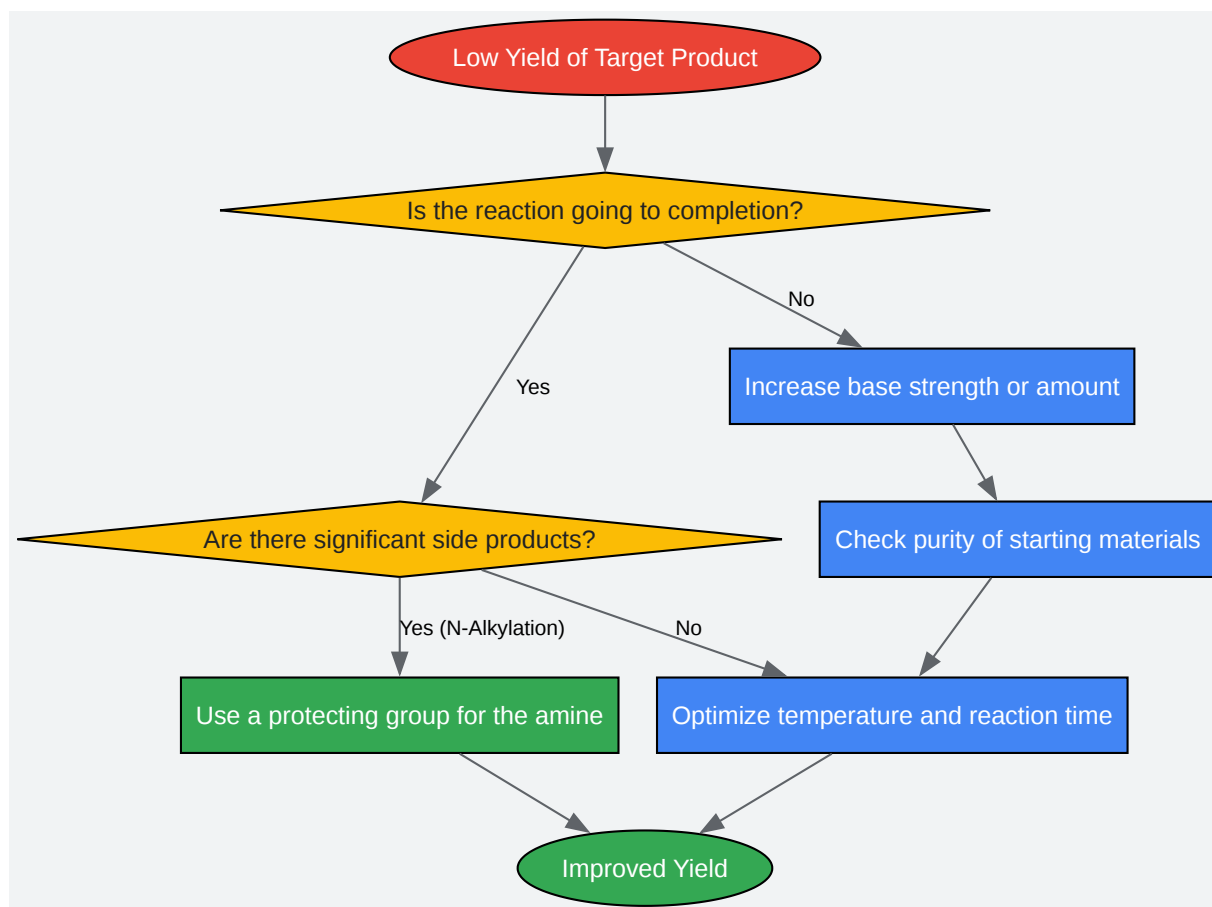 Low Yield of Target Product
Is the reaction going to completion?
No
Yes
Increase base strength or amount
Are there significant side products?
Check purity of starting materials
Yes (N-Alkylation)
No
Use a protecting group for the amine
Optimize temperature and reaction time
Improved Yield